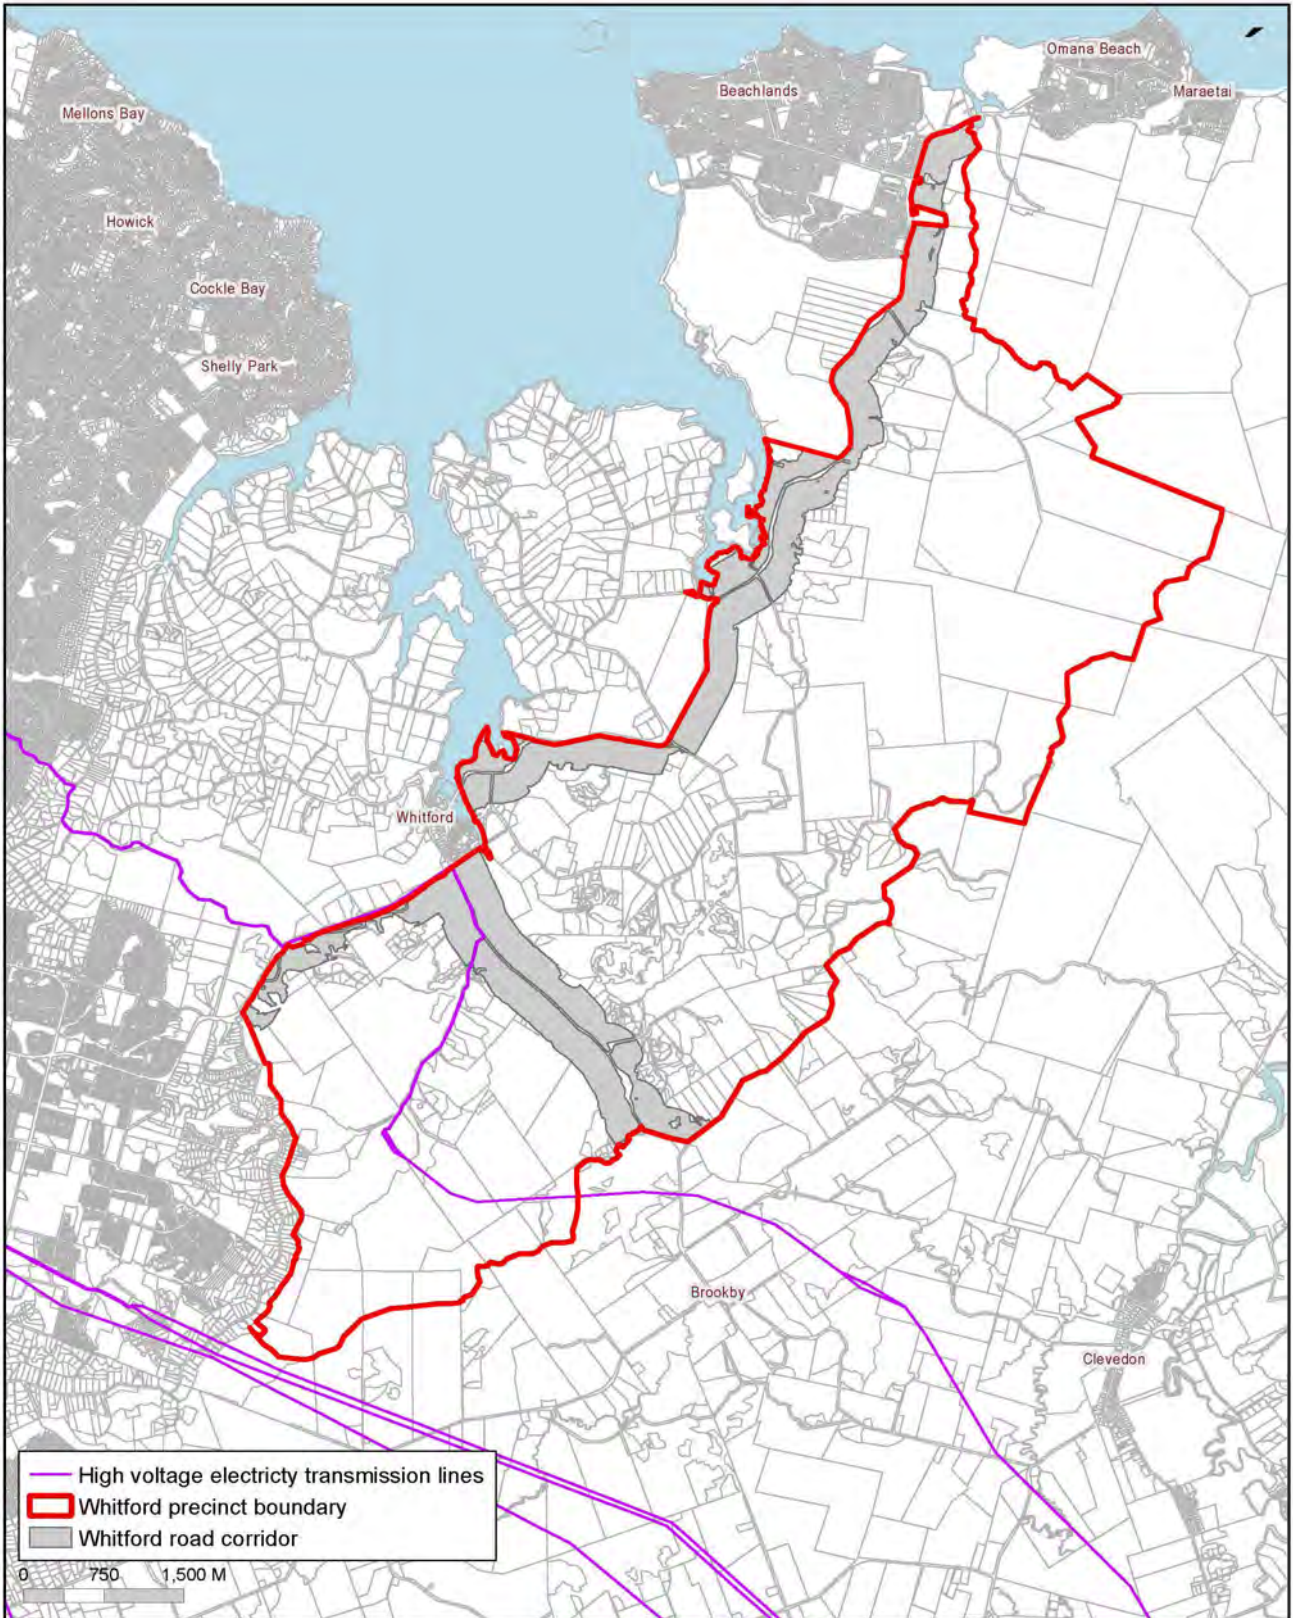 Omana Beach
Beachlands
Maraetai
Mellons Bay
Howick
Cockle Bay
Shelly Park
Whitford
Brookby
Clevedon
High voltage electricty transmission lines
Whitford precinct boundary
Whitford road corridor
0 750 1,500 M